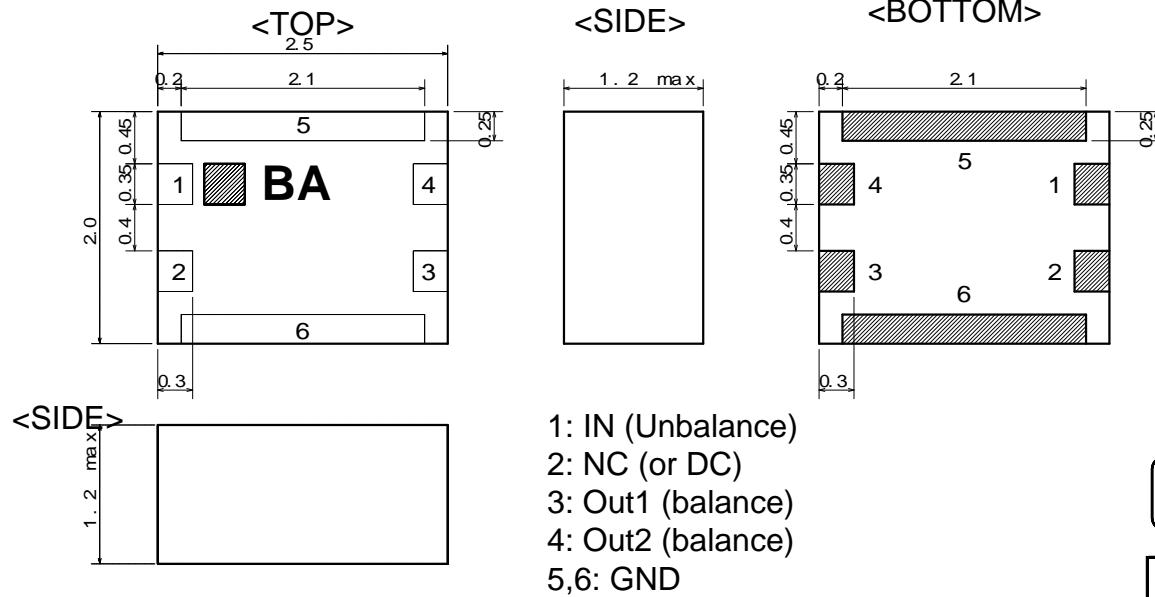 <TOP>
<SIDE>
<BOTTOM>
2.5
0.2
2.1
5
0.25
0.45
0.35
0.4
2.0
1
BA
4
2
3
6
0.3
1.2 max
0.2
2.1
0.45
0.35
0.4
0.25
5
4
1
3
2
6
0.3
<SIDE>
1.2 max
1: IN (Unbalance)
2: NC (or DC)
3: Out1 (balance)
4: Out2 (balance)
5,6: GND